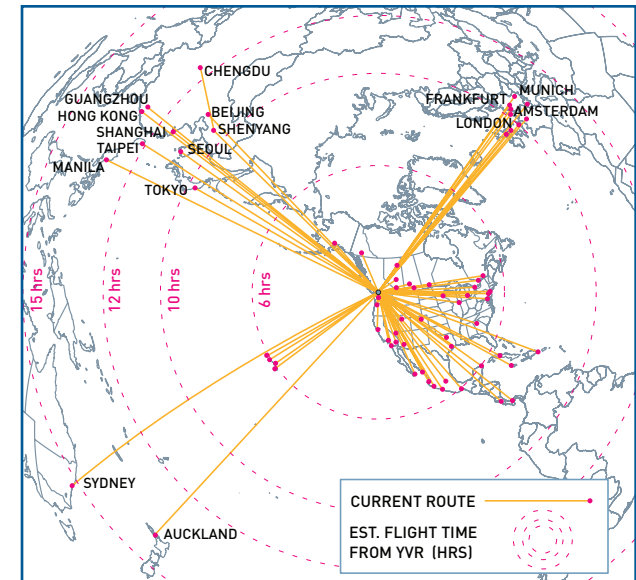 CHENGDU
MUNICH
GUANGZHOU
FRANKFURT
HONG KONG
BEIJING
AMSTERDAM
SHANGHAI
SHENYANG
LONDON
TAIPEI
SEOUL
MANILA
TOKYO
15 hrs
12 hrs
10 hrs
6 hrs
SYDNEY
AUCKLAND
CURRENT ROUTE
EST. FLIGHT TIME
FROM YVR (HRS)